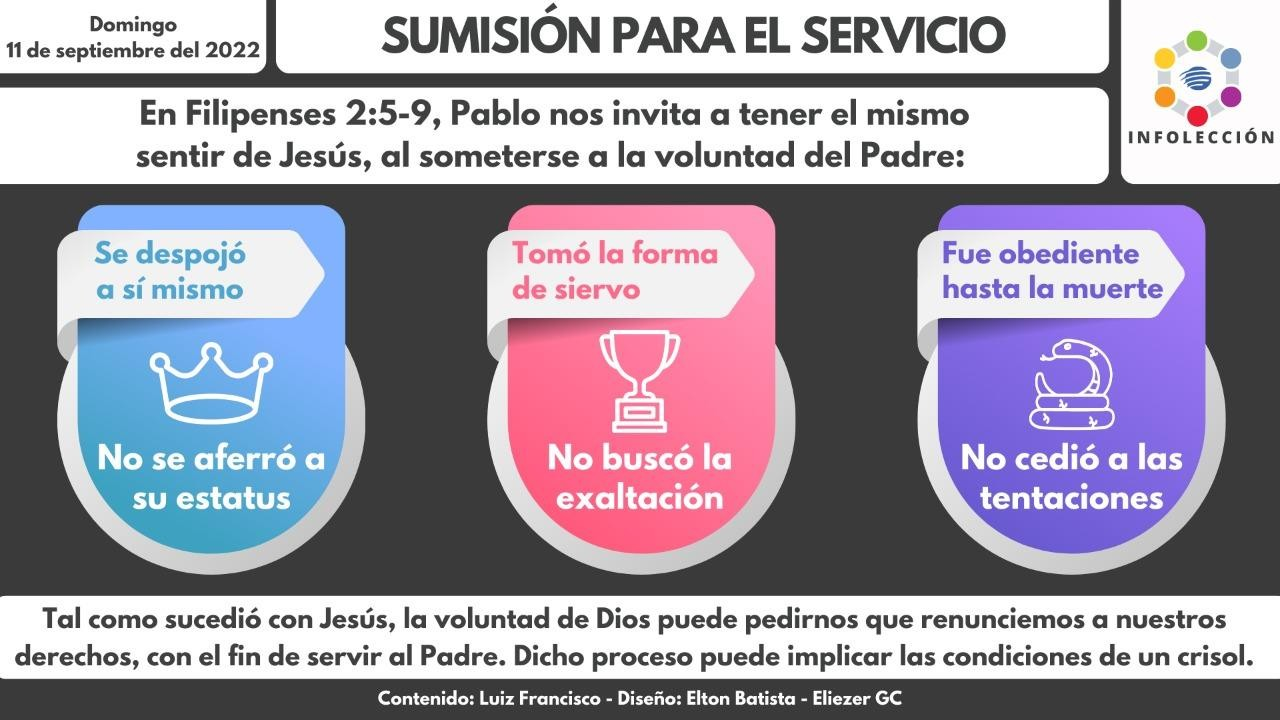 Domingo
11 de septiembre del 2022
SUMISIÓN PARA EL SERVICIO
INFOLECCIÓN
En Filipenses 2:5-9, Pablo nos invita a tener el mismo
sentir de Jesús, al someterse a la voluntad del Padre:
Se despojó
a sí mismo
No se aferró a
su estatus
Tomó la forma
de siervo
No buscó la
exaltación
Fue obediente
hasta la muerte
No cedió a las
tentaciones
Tal como sucedió con Jesús, la voluntad de Dios puede pedirnos que renunciemos a nuestros
derechos, con el fin de servir al Padre. Dicho proceso puede implicar las condiciones de un crisol.
Contenido: Luiz Francisco - Diseño: Elton Batista - Eliezer GC